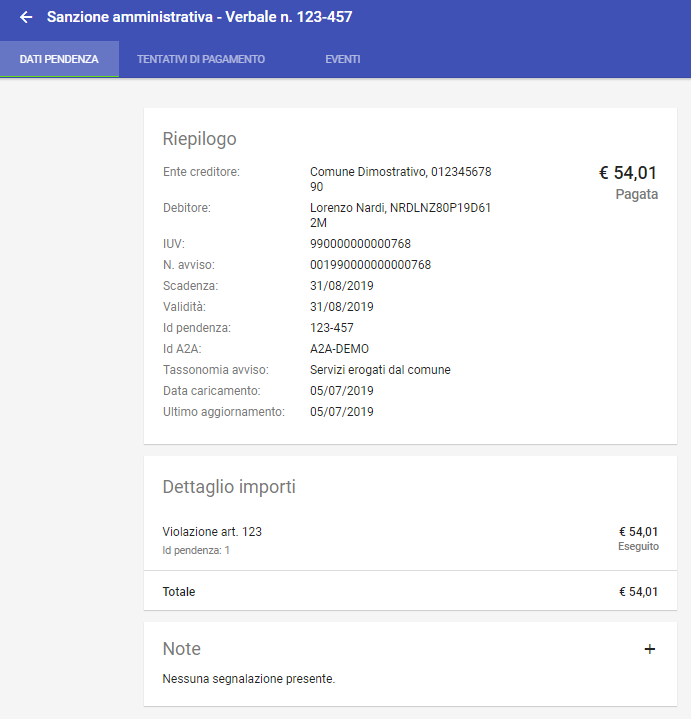 Sanzione amministrativa - Verbale n. 123-457
DATI PENDENZA TENTATIVI DI PAGAMENTO EVENTI
Riepilogo
Ente creditore: Comune Dimostrativo, 012345678 € 54,01
90
Pagata
Debitore: Lorenzo Nardi, NRDLNZ80P19D61
2M
IUV: 990000000000768
N. avviso: 001990000000000768
Scadenza: 31/08/2019
Validità: 31/08/2019
Id pendenza: 123-457
Id A2A: A2A-DEMO
Tassonomia avviso: Servizi erogati dal comune
Data caricamento: 05/07/2019
Ultimo aggiornamento: 05/07/2019
Dettaglio importi
Violazione art. 123 € 54,01
Id pendenza: 1 Eseguito
Totale € 54,01
Note +
Nessuna segnalazione presente.